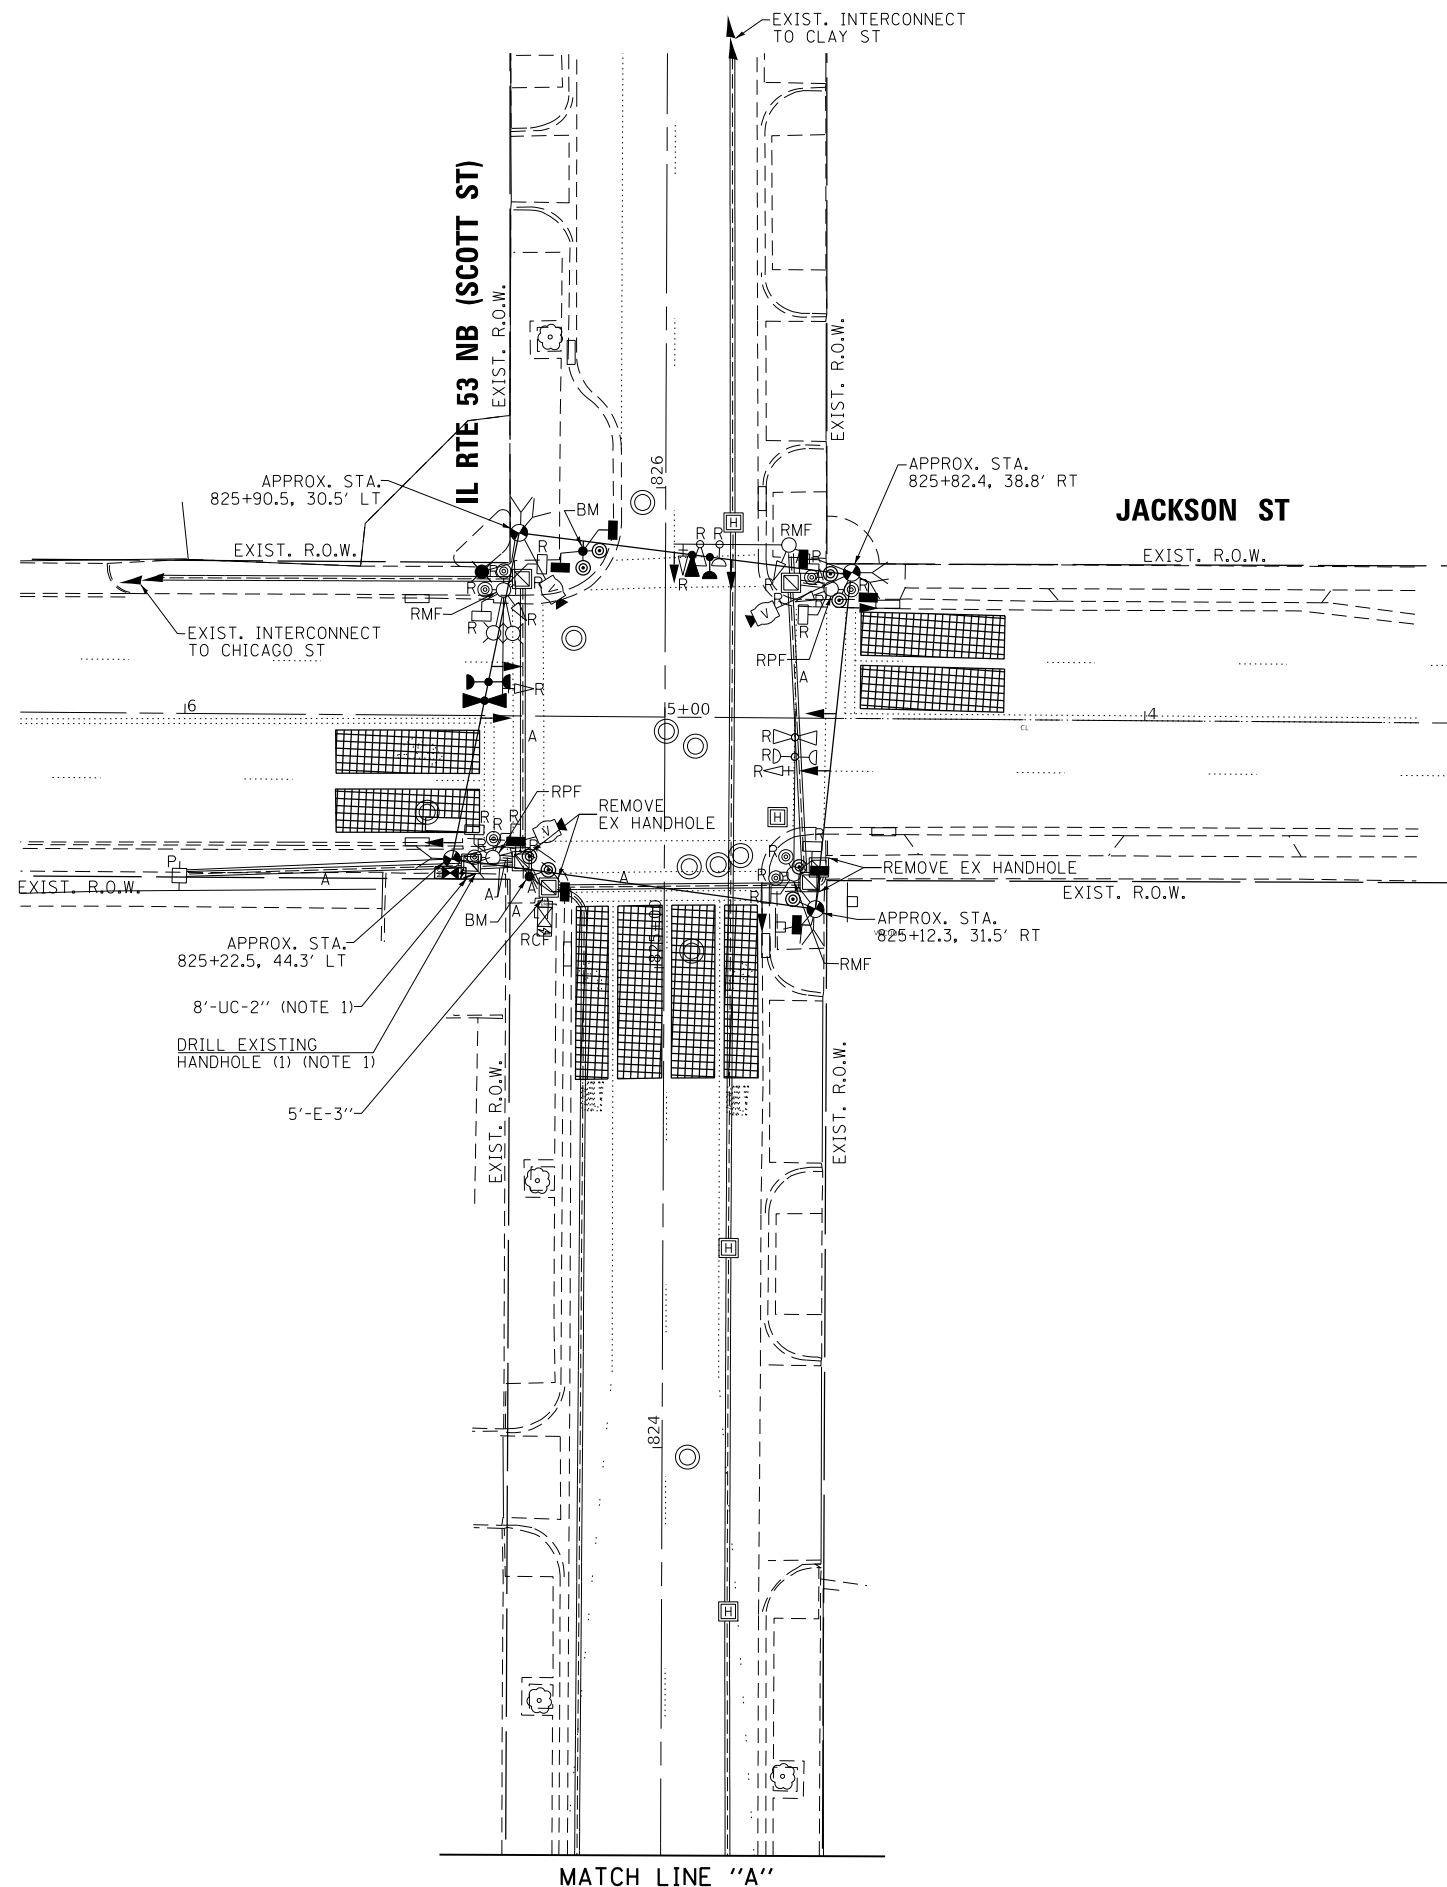 EXIST. INTERCONNECT
TO CLAY ST
IL RTE 53 NB (SCOTT ST)
EXIST. R.O.W.
EXIST. R.O.W.
826
APPROX. STA.
825+90.5, 30.5' LT
BM
APPROX. STA.
825+82.4, 38.8' RT
JACKSON ST
H
R R
RMF
R
EXIST. R.O.W.
EXIST. R.O.W.
R
R
R
V
R
R
R
R
RMF
R
R
V
R
EXIST. INTERCONNECT
TO CHICAGO ST
RPF
A
R
6
5+00
4
CL
A
R
R
R
RPF
REMOVE
EX HANDHOLE
H
R
R
R
V
R
R
R
P
R
R
REMOVE EX HANDHOLE
EXIST. R.O.W.
A
A
A
A
A
R
EXIST. R.O.W.
BM
RCF
825+00
APPROX. STA.
825+22.5, 44.3' LT
APPROX. STA.
825+12.3, 31.5' RT
RMF
8'-UC-2'' (NOTE 1)
DRILL EXISTING
HANDHOLE (1) (NOTE 1)
5'-E-3''
EXIST. R.O.W.
EXIST. R.O.W.
H
824
H
MATCH LINE ''A''